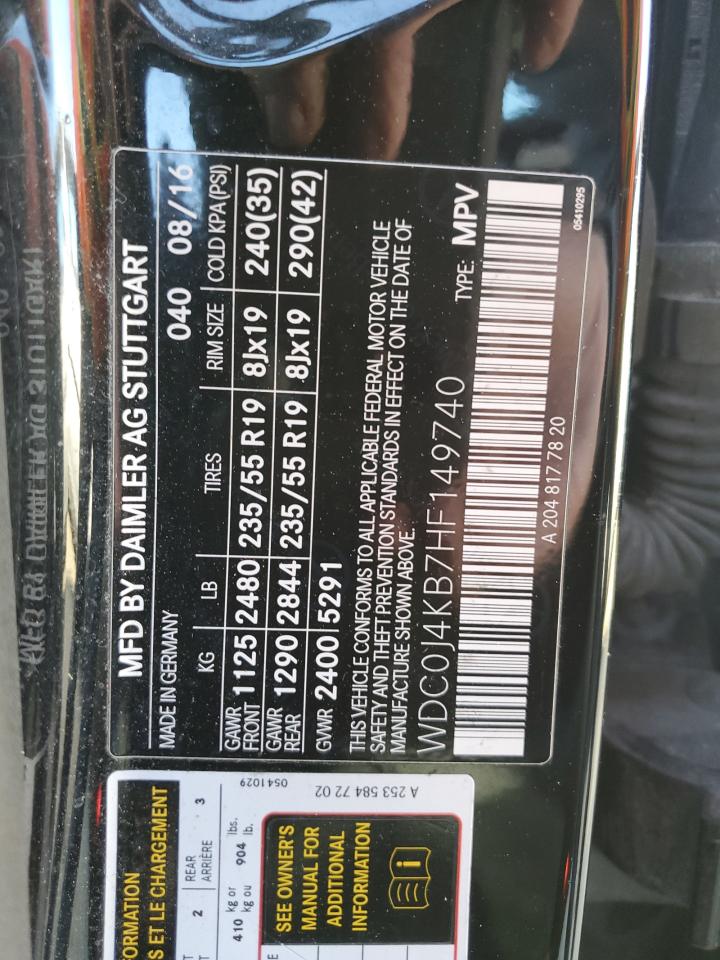 MFD BY DAIMLER AG STUTTGART
MADE IN GERMANY 040 08/16
KG LB TIRES RIM SIZE COLD KPA(PSI)
GAWR FRONT 1125 2480 235/55 R19 8Jx19 240(35)
GAWR REAR 1290 2844 235/55 R19 8Jx19 290(42)
GVWR 2400 5291
THIS VEHICLE CONFORMS TO ALL APPLICABLE FEDERAL MOTOR VEHICLE
SAFETY AND THEFT PREVENTION STANDARDS IN EFFECT ON THE DATE OF
MANUFACTURE SHOWN ABOVE.
WDC0J4KB7HF149740 TYPE: MPV
A 204 817 78 20
05410295
ORMATION
S ET LE CHARGEMENT
2 REAR ARRIÈRE 3
410 kg or kg ou 904 lbs. lb.
SEE OWNER'S
MANUAL FOR
ADDITIONAL
INFORMATION
A 253 584 72 02
0541029